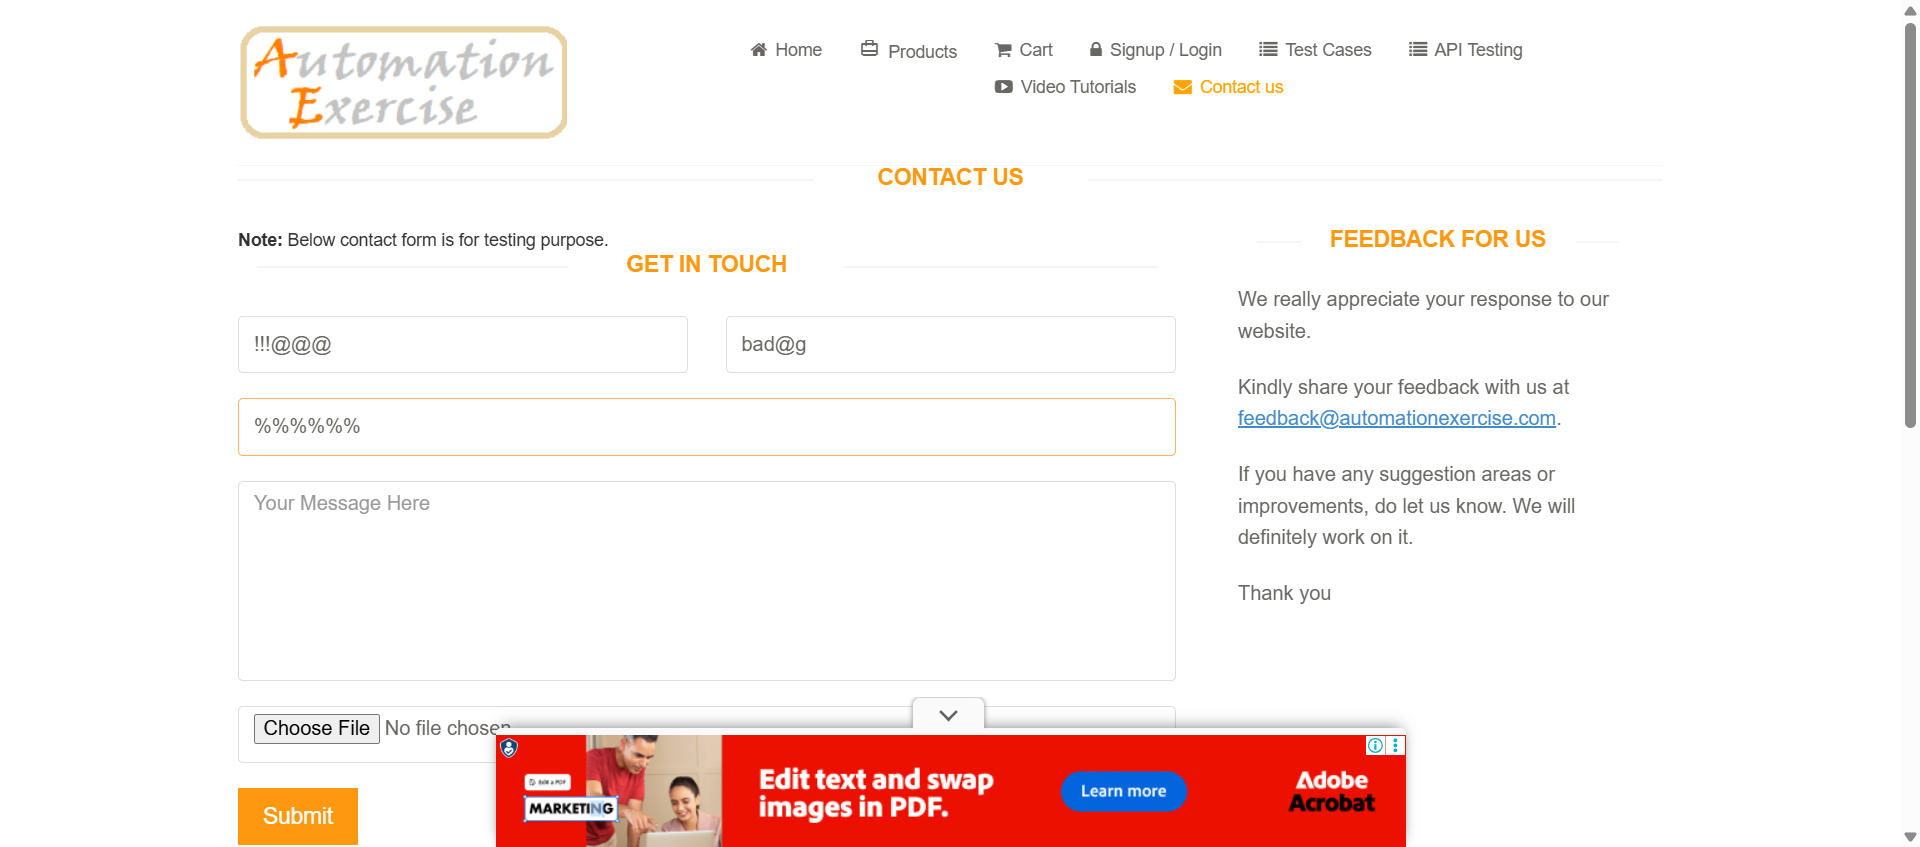 Automation
Exercise
Home
Products
Cart
Signup / Login
Test Cases
API Testing
Video Tutorials
Contact us
CONTACT US
Note: Below contact form is for testing purpose.
GET IN TOUCH
!!!@@@
bad@g
%%%%%%
Your Message Here
Choose File No file chosen
Submit
FEEDBACK FOR US
We really appreciate your response to our
website.
Kindly share your feedback with us at
feedback@automationexercise.com.
If you have any suggestion areas or
improvements, do let us know. We will
definitely work on it.
Thank you
Edit a PDF
MARKETING
Edit text and swap
images in PDF.
Learn more
Adobe
Acrobat